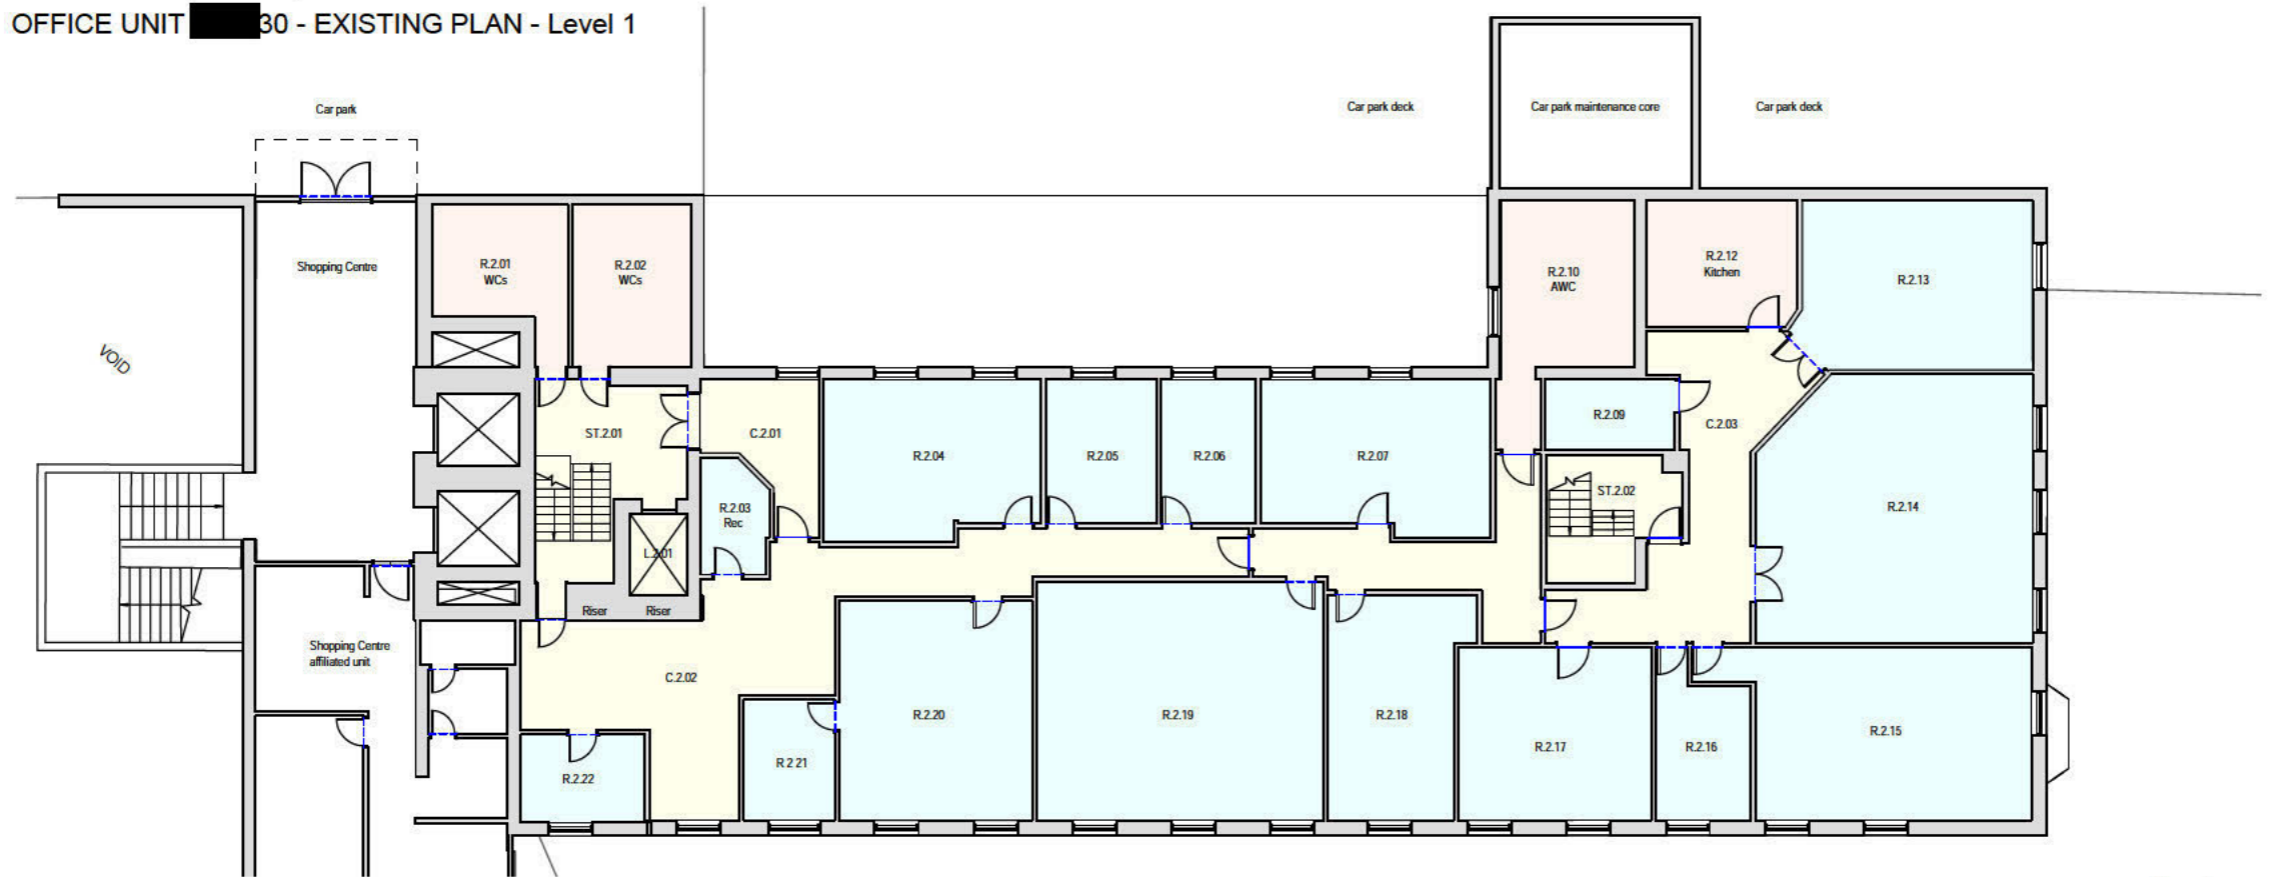 OFFICE UNIT 30 - EXISTING PLAN - Level 1
Car park
Car park deck
Car park maintenance core
Car park deck
Shopping Centre
R.2.01
WCs
R.2.02
WCs
R.2.10
AWC
R.2.12
Kitchen
R.2.13
VOID
ST.2.01
C.2.01
R.2.04
R.2.05
R.2.06
R.2.07
R.2.09
C.2.03
R.2.03
Rec
ST.2.02
R.2.14
L.2.01
Riser
Riser
Shopping Centre
affiliated unit
C.2.02
R.2.20
R.2.19
R.2.18
R.2.17
R.2.16
R.2.15
R.2.22
R 2 21